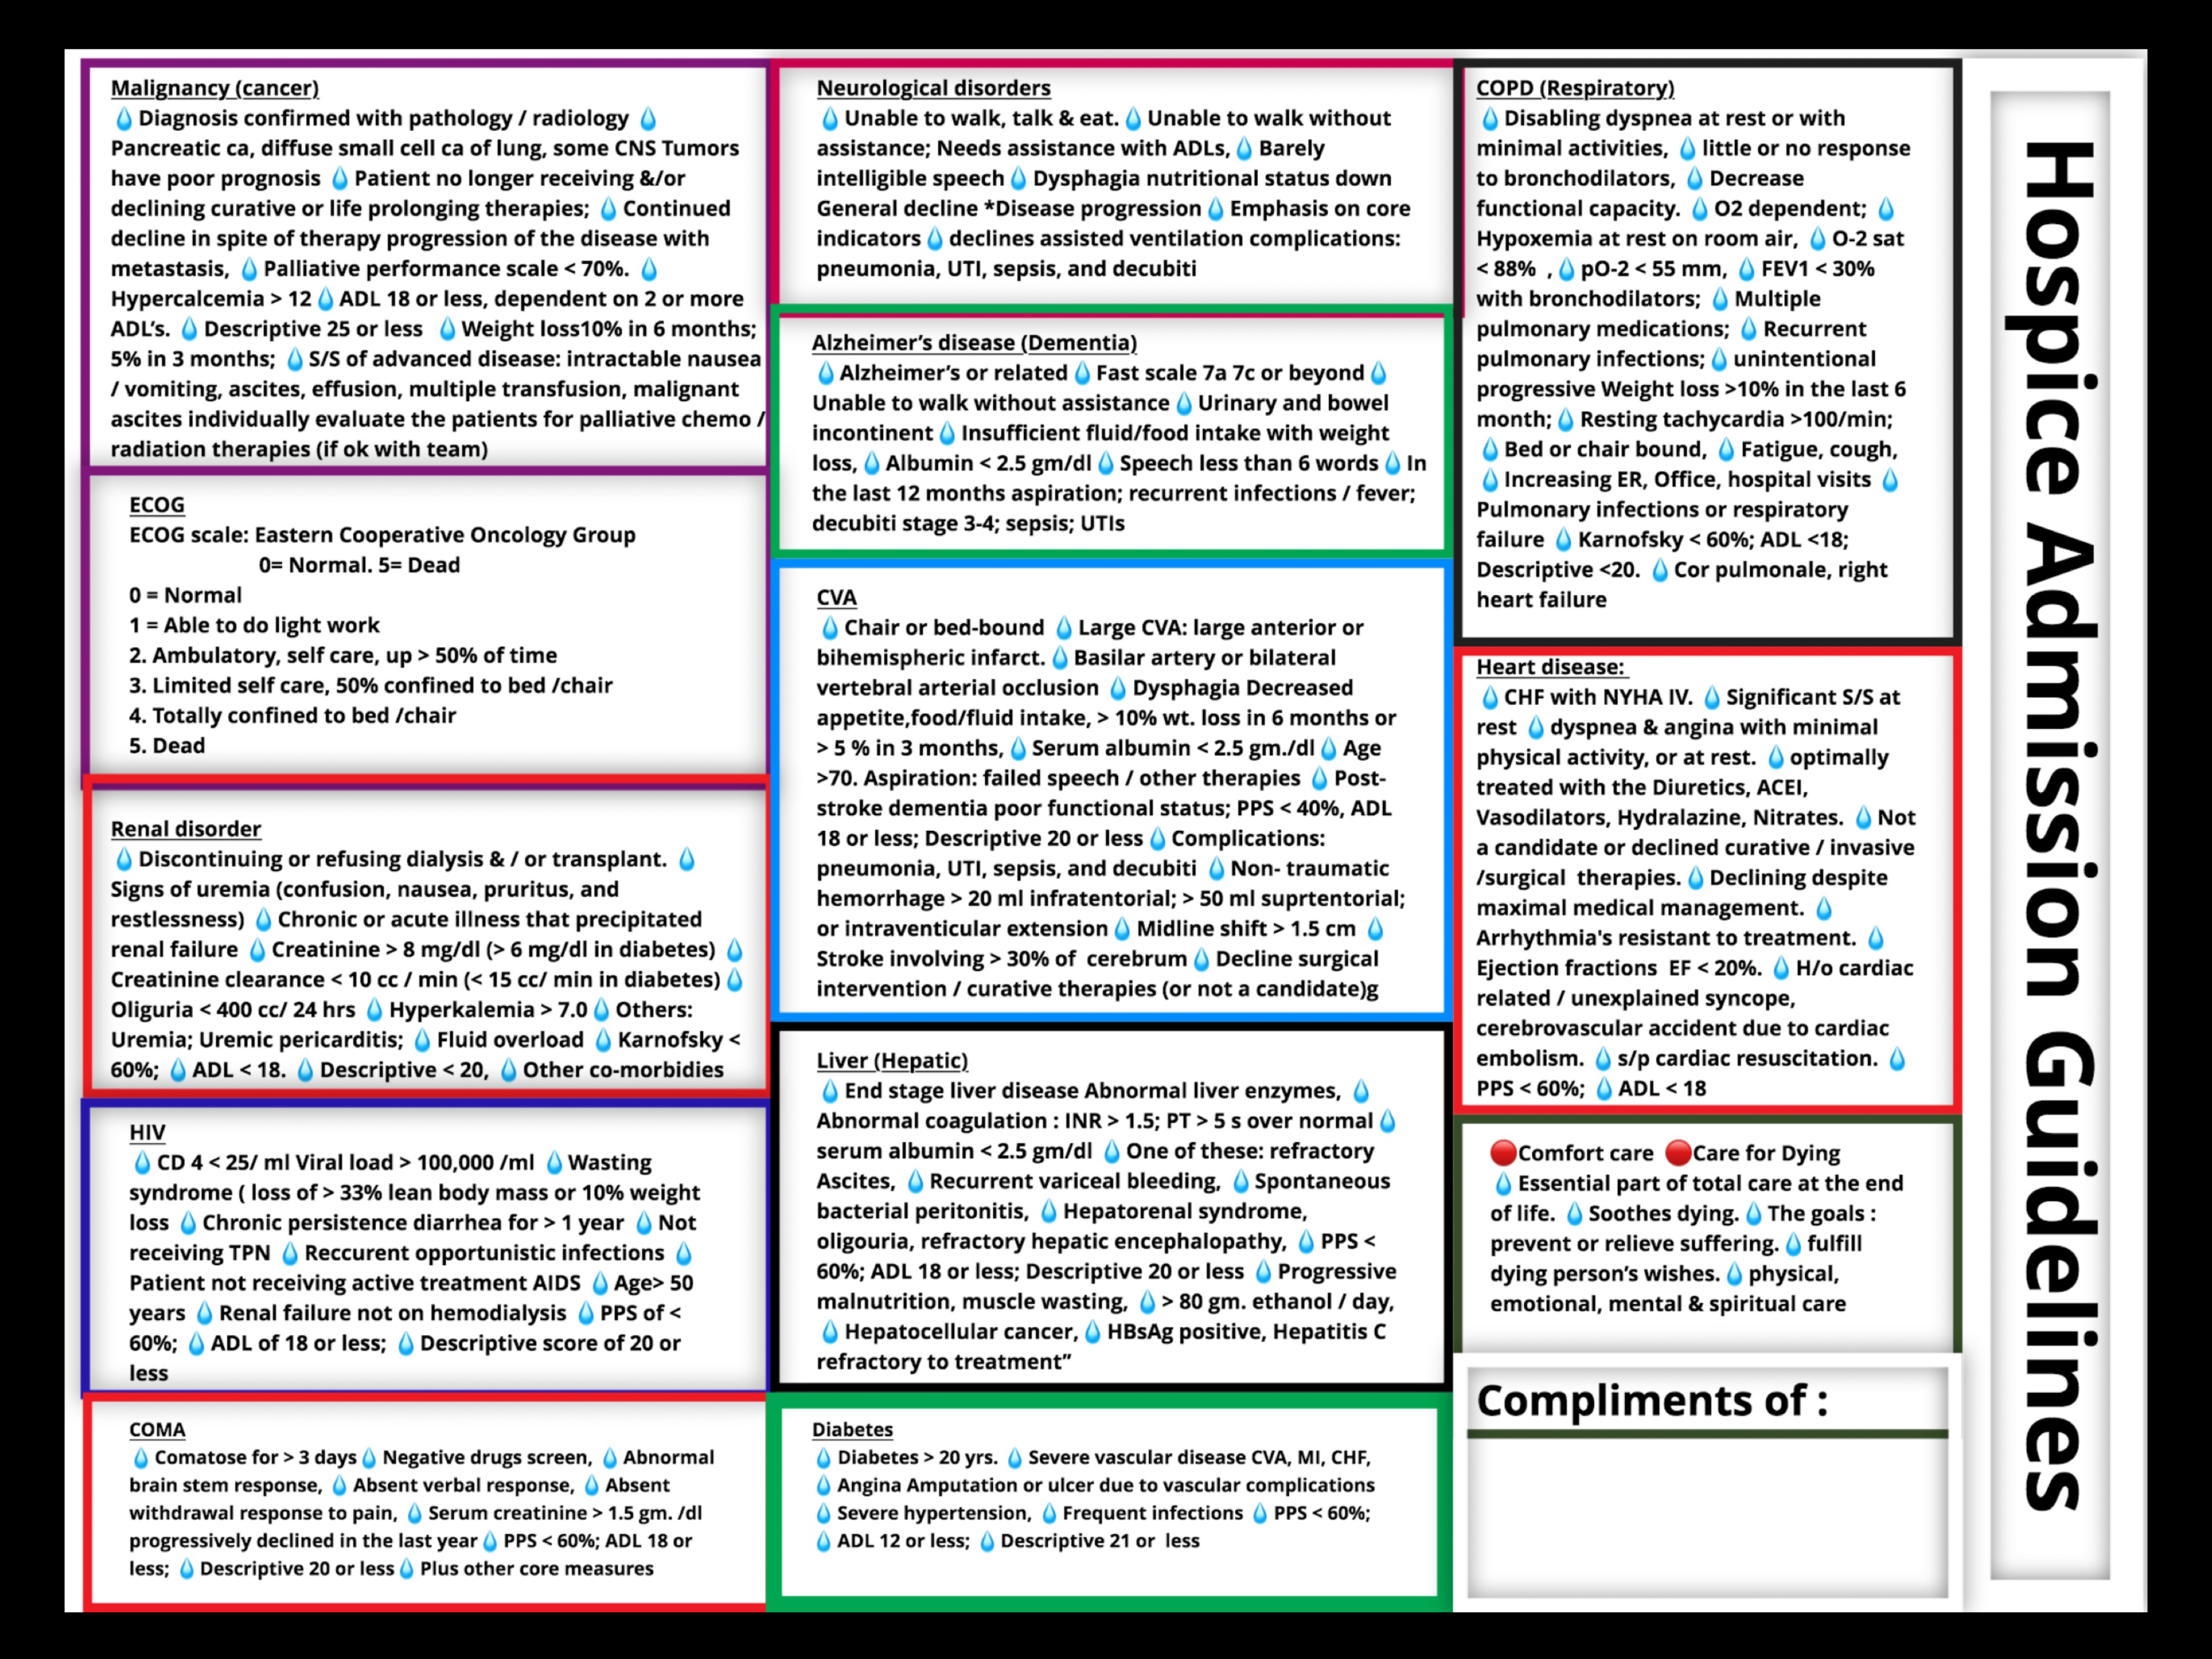 Malignancy (cancer)
💧Diagnosis confirmed with pathology / radiology 💧
Pancreatic ca, diffuse small cell ca of lung, some CNS Tumors
have poor prognosis 💧Patient no longer receiving &/or
declining curative or life prolonging therapies; 💧Continued
decline in spite of therapy progression of the disease with
metastasis, 💧Palliative performance scale < 70%. 💧
Hypercalcemia > 12💧ADL 18 or less, dependent on 2 or more
ADL’s. 💧Descriptive 25 or less 💧Weight loss10% in 6 months;
5% in 3 months; 💧S/S of advanced disease: intractable nausea
/ vomiting, ascites, effusion, multiple transfusion, malignant
ascites individually evaluate the patients for palliative chemo /
radiation therapies (if ok with team)
ECOG
ECOG scale: Eastern Cooperative Oncology Group
0= Normal. 5= Dead
0 = Normal
1 = Able to do light work
2. Ambulatory, self care, up > 50% of time
3. Limited self care, 50% confined to bed /chair
4. Totally confined to bed /chair
5. Dead
Renal disorder
💧Discontinuing or refusing dialysis & / or transplant. 💧
Signs of uremia (confusion, nausea, pruritus, and
restlessness) 💧Chronic or acute illness that precipitated
renal failure 💧Creatinine > 8 mg/dl (> 6 mg/dl in diabetes) 💧
Creatinine clearance < 10 cc / min (< 15 cc/ min in diabetes)💧
Oliguria < 400 cc/ 24 hrs 💧Hyperkalemia > 7.0💧Others:
Uremia; Uremic pericarditis; 💧Fluid overload 💧Karnofsky <
60%; 💧ADL < 18. 💧Descriptive < 20, 💧Other co-morbidies
HIV
💧CD 4 < 25/ ml Viral load > 100,000 /ml 💧Wasting
syndrome ( loss of > 33% lean body mass or 10% weight
loss 💧Chronic persistence diarrhea for > 1 year 💧Not
receiving TPN 💧Reccurent opportunistic infections 💧
Patient not receiving active treatment AIDS 💧Age> 50
years 💧Renal failure not on hemodialysis 💧PPS of <
60%; 💧ADL of 18 or less; 💧Descriptive score of 20 or
less
COMA
💧Comatose for > 3 days💧Negative drugs screen, 💧Abnormal
brain stem response, 💧Absent verbal response, 💧Absent
withdrawal response to pain, 💧Serum creatinine > 1.5 gm. /dl
progressively declined in the last year💧PPS < 60%; ADL 18 or
less; 💧Descriptive 20 or less💧Plus other core measures
Neurological disorders
💧Unable to walk, talk & eat.💧Unable to walk without
assistance; Needs assistance with ADLs,💧Barely
intelligible speech💧Dysphagia nutritional status down
General decline *Disease progression💧Emphasis on core
indicators💧declines assisted ventilation complications:
pneumonia, UTI, sepsis, and decubiti
Alzheimer’s disease (Dementia)
💧Alzheimer’s or related💧Fast scale 7a 7c or beyond💧
Unable to walk without assistance💧Urinary and bowel
incontinent💧Insufficient fluid/food intake with weight
loss,💧Albumin < 2.5 gm/dl💧Speech less than 6 words💧In
the last 12 months aspiration; recurrent infections / fever;
decubiti stage 3-4; sepsis; UTIs
CVA
💧Chair or bed-bound 💧Large CVA: large anterior or
bihemispheric infarct.💧Basilar artery or bilateral
vertebral arterial occlusion 💧Dysphagia Decreased
appetite,food/fluid intake, > 10% wt. loss in 6 months or
> 5 % in 3 months,💧Serum albumin < 2.5 gm./dl💧Age
>70. Aspiration: failed speech / other therapies 💧Post-
stroke dementia poor functional status; PPS < 40%, ADL
18 or less; Descriptive 20 or less💧Complications:
pneumonia, UTI, sepsis, and decubiti 💧Non- traumatic
hemorrhage > 20 ml infratentorial; > 50 ml suprtentorial;
or intraventicular extension💧Midline shift > 1.5 cm 💧
Stroke involving > 30% of cerebrum💧Decline surgical
intervention / curative therapies (or not a candidate)g
Liver (Hepatic)
💧End stage liver disease Abnormal liver enzymes, 💧
Abnormal coagulation : INR > 1.5; PT > 5 s over normal💧
serum albumin < 2.5 gm/dl 💧One of these: refractory
Ascites, 💧Recurrent variceal bleeding, 💧Spontaneous
bacterial peritonitis, 💧Hepatorenal syndrome,
oligouria, refractory hepatic encephalopathy, 💧PPS <
60%; ADL 18 or less; Descriptive 20 or less 💧Progressive
malnutrition, muscle wasting, 💧> 80 gm. ethanol / day,
💧Hepatocellular cancer,💧HBsAg positive, Hepatitis C
refractory to treatment”
Diabetes
💧Diabetes > 20 yrs. 💧Severe vascular disease CVA, MI, CHF,
💧Angina Amputation or ulcer due to vascular complications
💧Severe hypertension, 💧Frequent infections 💧PPS < 60%;
💧ADL 12 or less; 💧Descriptive 21 or less
COPD (Respiratory)
💧Disabling dyspnea at rest or with
minimal activities, 💧little or no response
to bronchodilators, 💧Decrease
functional capacity. 💧O2 dependent; 💧
Hypoxemia at rest on room air, 💧O-2 sat
< 88% ,💧pO-2 < 55 mm, 💧FEV1 < 30%
with bronchodilators; 💧Multiple
pulmonary medications; 💧Recurrent
pulmonary infections;💧unintentional
progressive Weight loss >10% in the last 6
month;💧Resting tachycardia >100/min;
💧Bed or chair bound, 💧Fatigue, cough,
💧Increasing ER, Office, hospital visits 💧
Pulmonary infections or respiratory
failure 💧Karnofsky < 60%; ADL <18;
Descriptive <20. 💧Cor pulmonale, right
heart failure
Heart disease:
💧CHF with NYHA IV. 💧Significant S/S at
rest 💧dyspnea & angina with minimal
physical activity, or at rest. 💧optimally
treated with the Diuretics, ACEI,
Vasodilators, Hydralazine, Nitrates. 💧Not
a candidate or declined curative / invasive
/surgical therapies.💧Declining despite
maximal medical management. 💧
Arrhythmia's resistant to treatment. 💧
Ejection fractions EF < 20%. 💧H/o cardiac
related / unexplained syncope,
cerebrovascular accident due to cardiac
embolism. 💧s/p cardiac resuscitation. 💧
PPS < 60%; 💧ADL < 18
🔴Comfort care 🔴Care for Dying
💧Essential part of total care at the end
of life. 💧Soothes dying.💧The goals :
prevent or relieve suffering.💧fulfill
dying person’s wishes.💧physical,
emotional, mental & spiritual care
Compliments of :
Hospice Admission Guidelines